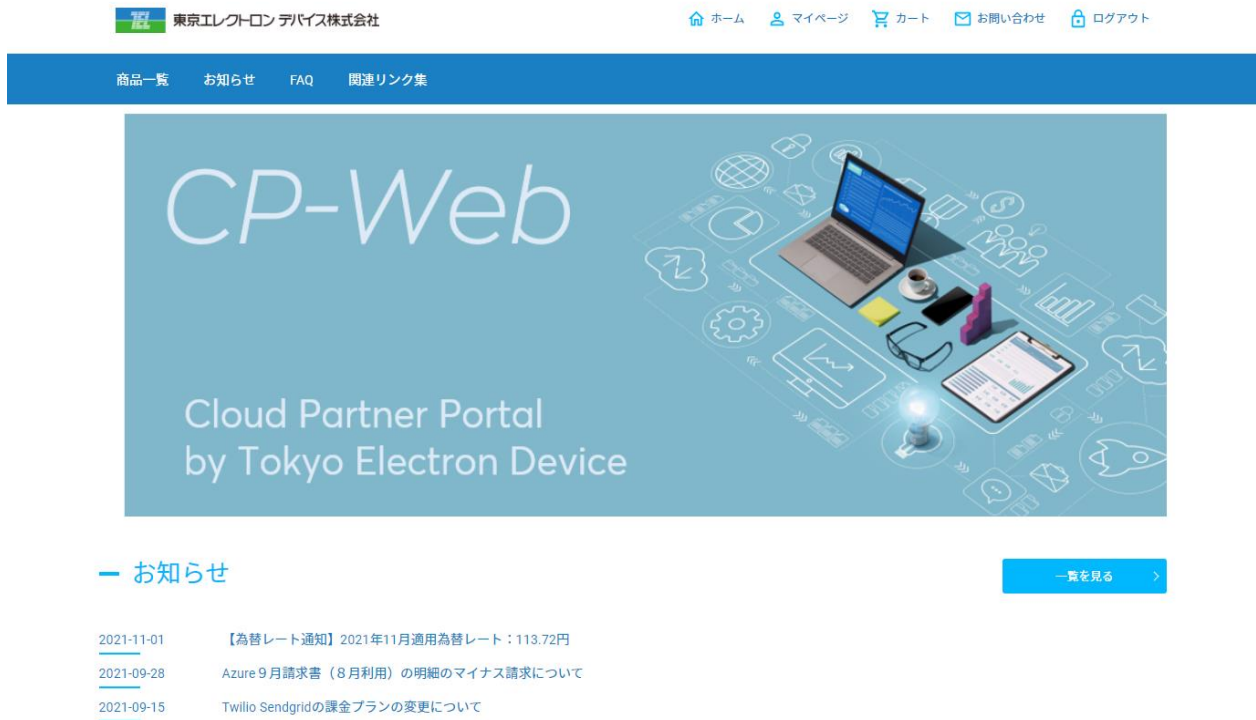 TEL 東京エレクトロン デバイス株式会社
ホーム マイページ カート お問い合わせ ログアウト
商品一覧 お知らせ FAQ 関連リンク集
CP-Web
Cloud Partner Portal
by Tokyo Electron Device
お知らせ
一覧を見る
2021-11-01 【為替レート通知】2021年11月適用為替レート：113.72円
2021-09-28 Azure９月請求書（８月利用）の明細のマイナス請求について
2021-09-15 Twilio Sendgridの課金プランの変更について